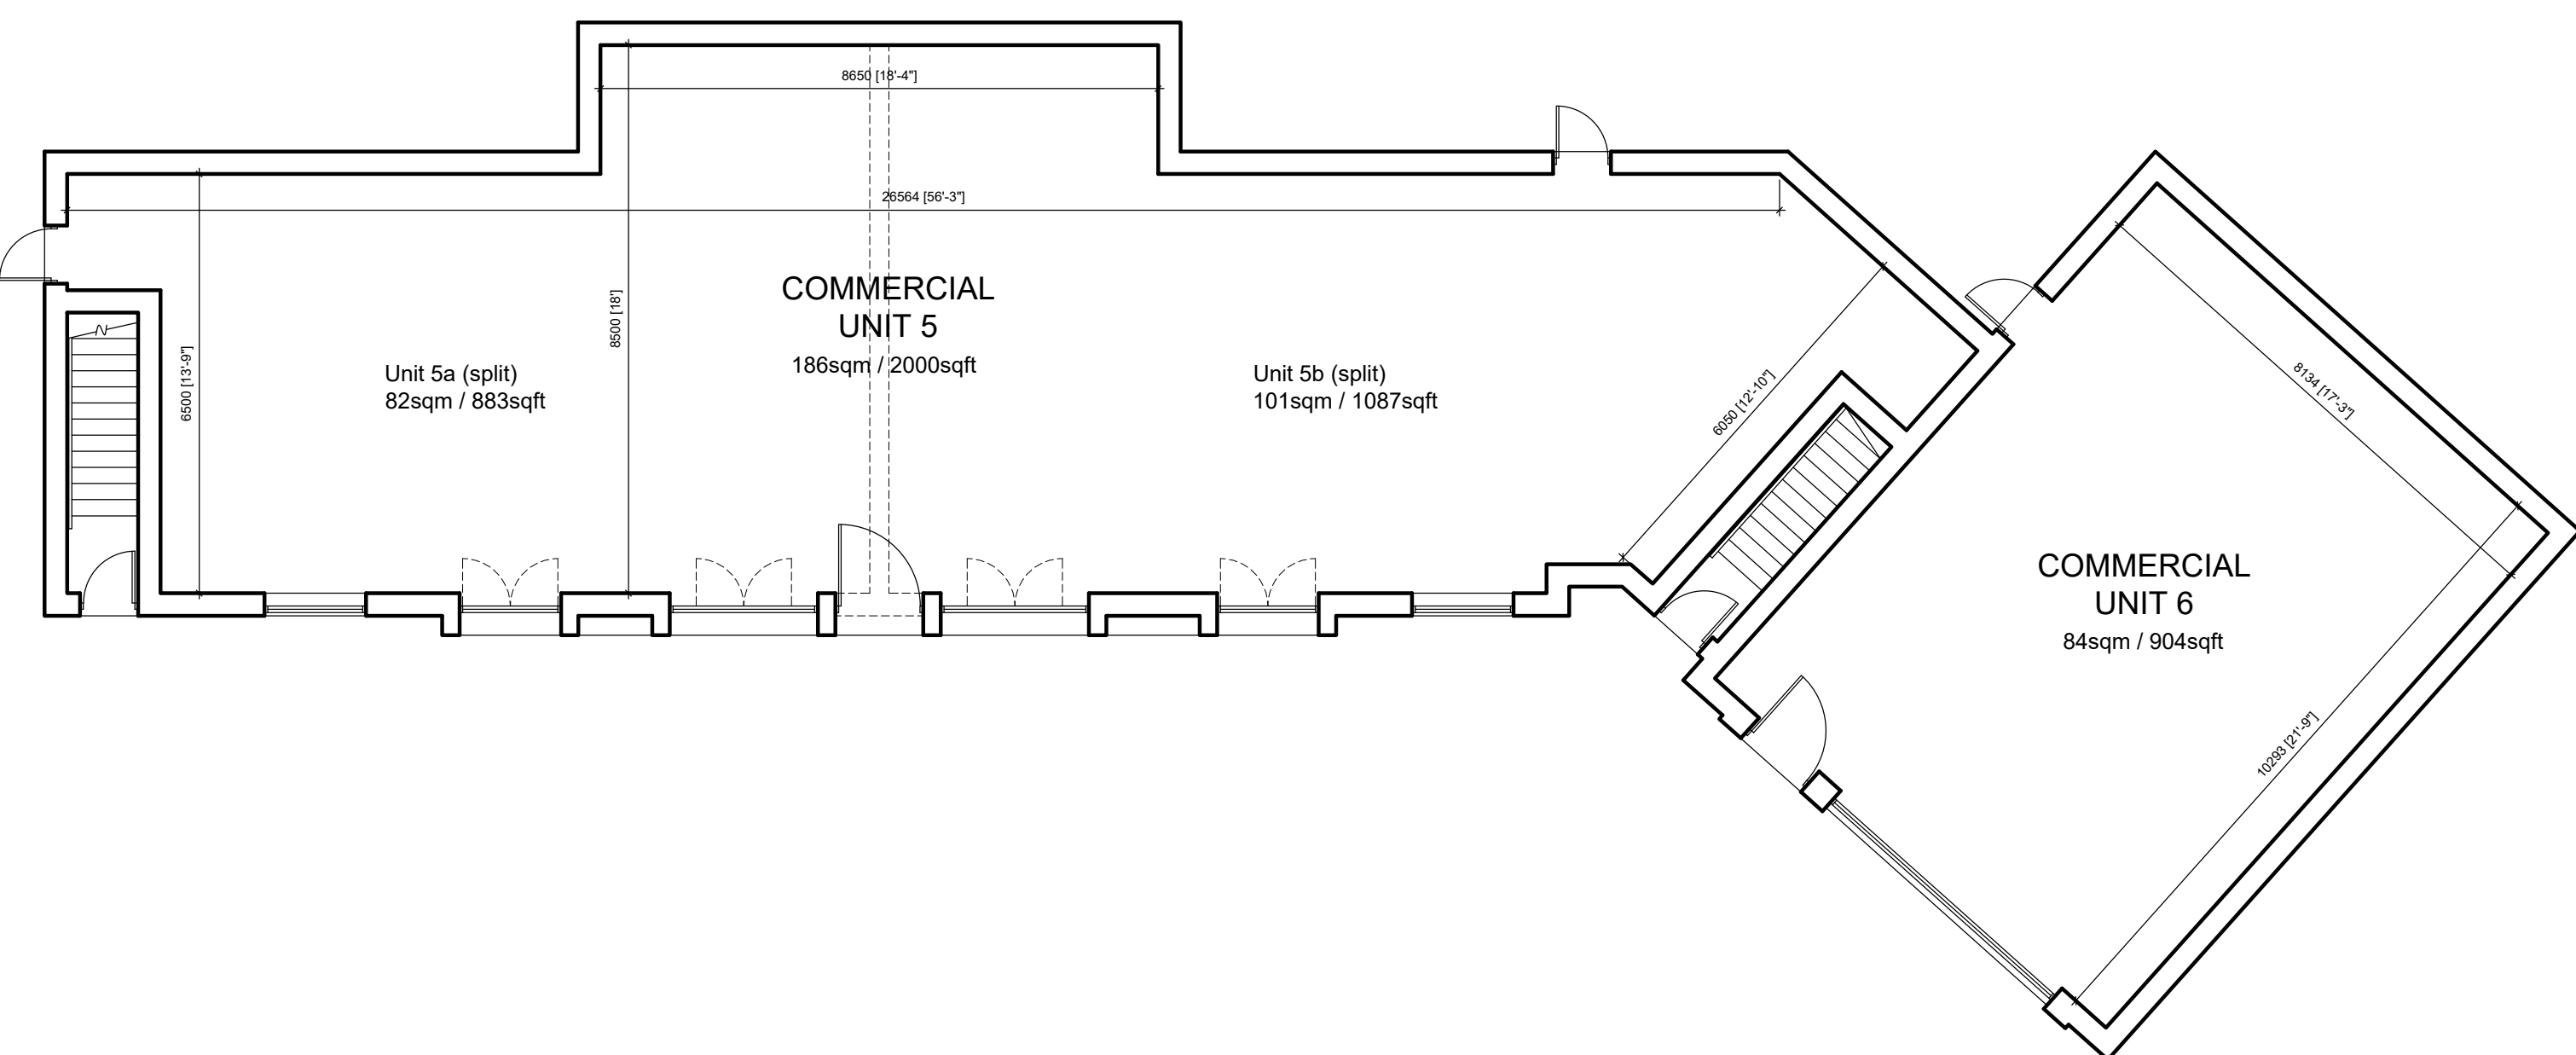 8650 [18'-4"]
26564 [56'-3"]
COMMERCIAL
UNIT 5
186sqm / 2000sqft
8500 [18']
6500 [13'-9"]
Unit 5a (split)
82sqm / 883sqft
Unit 5b (split)
101sqm / 1087sqft
6050 [12'-10"]
8134 [17'-3"]
COMMERCIAL
UNIT 6
84sqm / 904sqft
10293 [21'-9"]